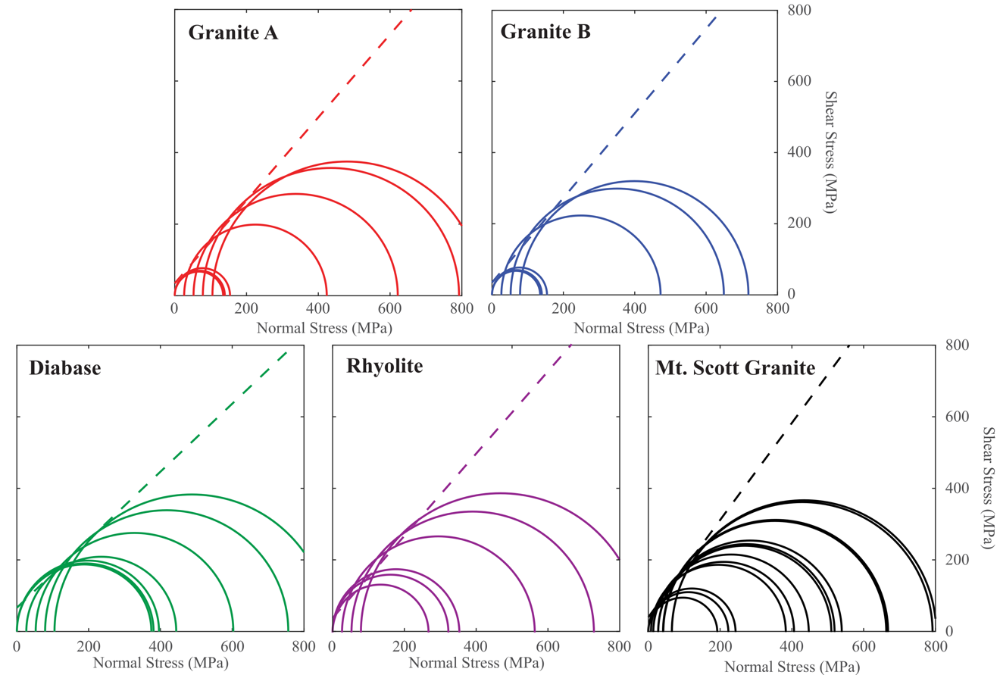 Granite A
Granite B
800
600
400
200
0
Shear Stress (MPa)
0 200 400 600 800
Normal Stress (MPa)
0 200 400 600 800
Normal Stress (MPa)
Diabase
Rhyolite
Mt. Scott Granite
800
600
400
200
0
Shear Stress (MPa)
0 200 400 600 800
Normal Stress (MPa)
0 200 400 600 800
Normal Stress (MPa)
0 200 400 600 800
Normal Stress (MPa)